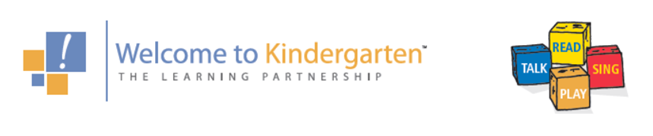 !
Welcome to Kindergarten™
THE LEARNING PARTNERSHIP
READ
TALK
SING
PLAY